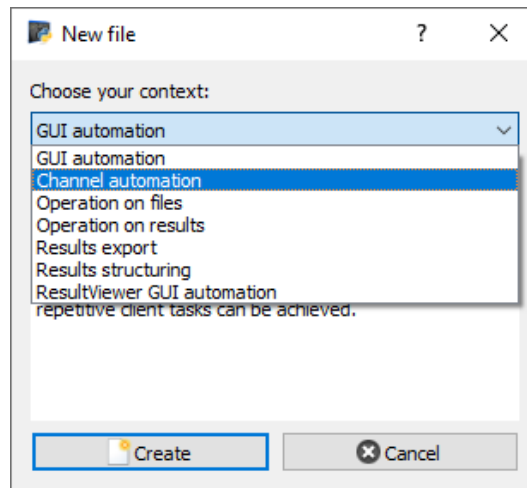 New file
?
Choose your context:
GUI automation
GUI automation
Channel automation
Operation on files
Operation on results
Results export
Results structuring
ResultViewer GUI automation
repetitive client tasks can be achieved.
Create
Cancel